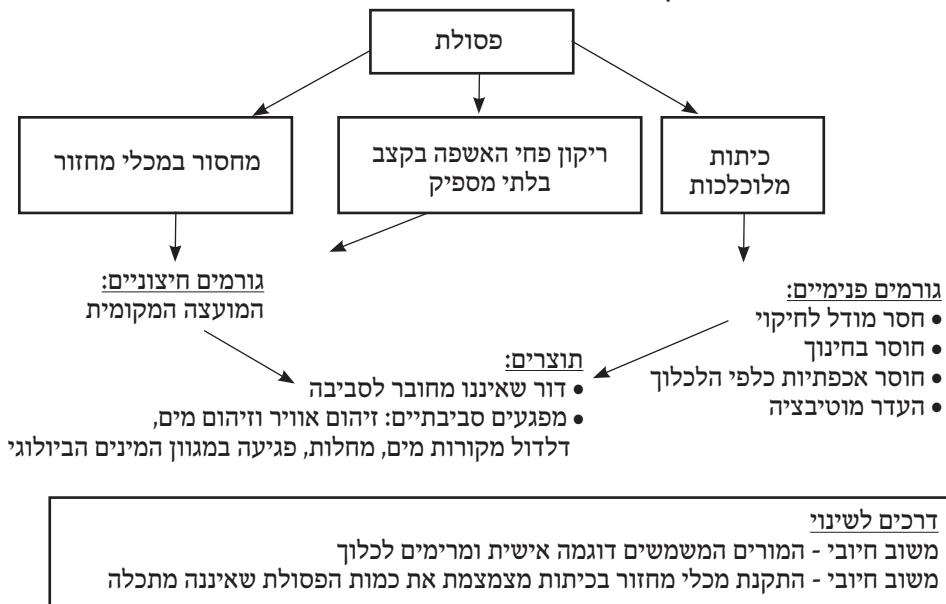 פסולת
כיתות
מלוכלכות
ריקון פחי האשפה בקצב
בלתי מספיק
מחסור במכלי מחזור
גורמים פנימיים:
• חסר מודל לחיקוי
• חוסר בחינוך
• חוסר אכפתיות כלפי הלכלוך
• העדר מוטיבציה
גורמים חיצוניים:
המועצה המקומית
תוצרים:
• דור שאיננו מחובר לסביבה
• מפגעים סביבתיים: זיהום אוויר וזיהום מים,
דלדול מקורות מים, מחלות, פגיעה במגוון המינים הביולוגי
דרכים לשינוי
משוב חיובי - המורים המשמשים דוגמה אישית ומרימים לכלוך
משוב חיובי - התקנת מכלי מחזור בכיתות מצמצמת את כמות הפסולת שאיננה מתכלה